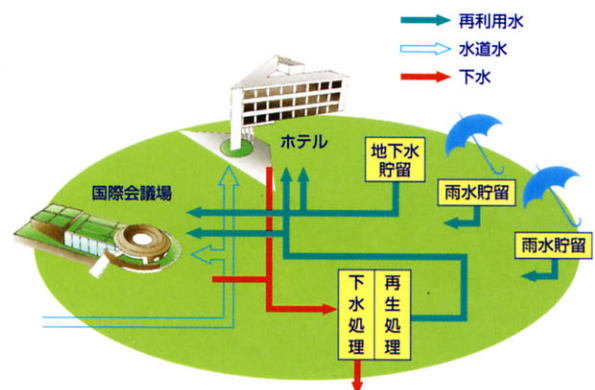 再利用水
水道水
下水
ホテル
地下水
貯留
国際会議場
雨水貯留
雨水貯留
下水処理
再生処理